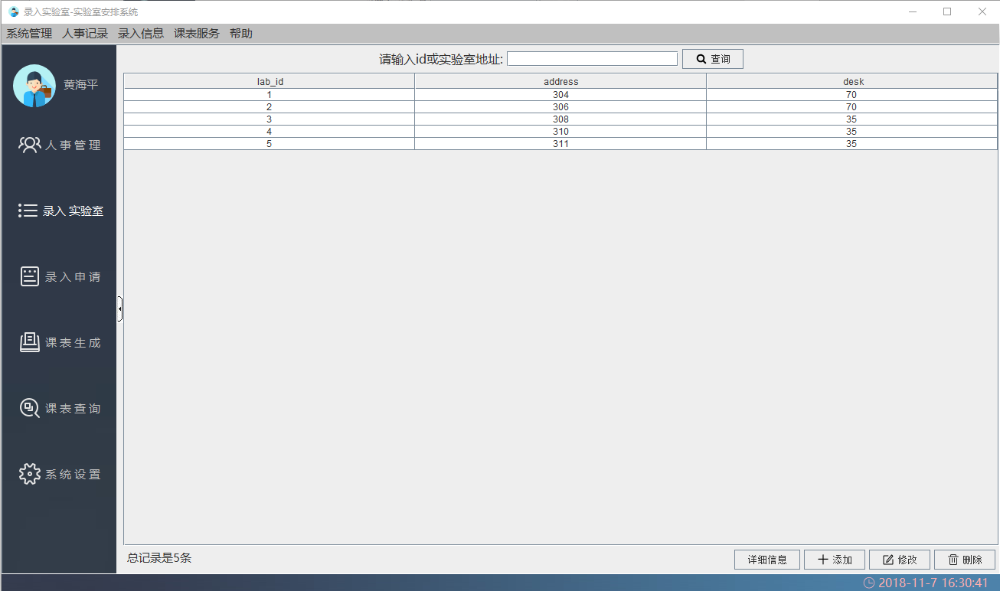 录入实验室-实验室安排系统
系统管理 人事记录 录入信息 课表服务 帮助
黄海平
人事管理
录入 实验室
录入申请
课表生成
课表查询
系统设置
请输入id或实验室地址: 查询
lab_id address desk
1 304 70
2 306 70
3 308 35
4 310 35
5 311 35
总记录是5条 详细信息 添加 修改 删除
2018-11-7 16:30:41